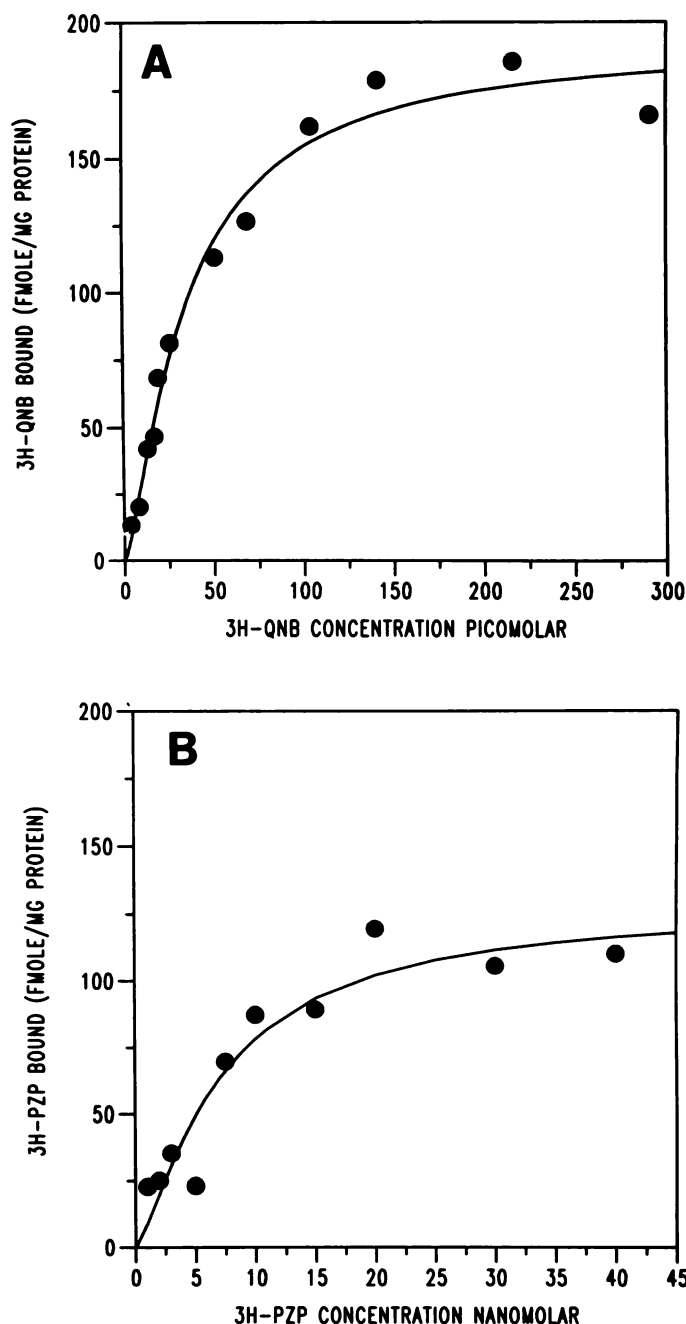 A
200
150
100
50
0
3H-QNB BOUND (FMOLE/MG PROTEIN)
0 50 100 150 200 250 300
3H-QNB CONCENTRATION PICOMOLAR
B
200
150
100
50
0
3H-PZP BOUND (FMOLE/MG PROTEIN)
0 5 10 15 20 25 30 35 40 45
3H-PZP CONCENTRATION NANOMOLAR